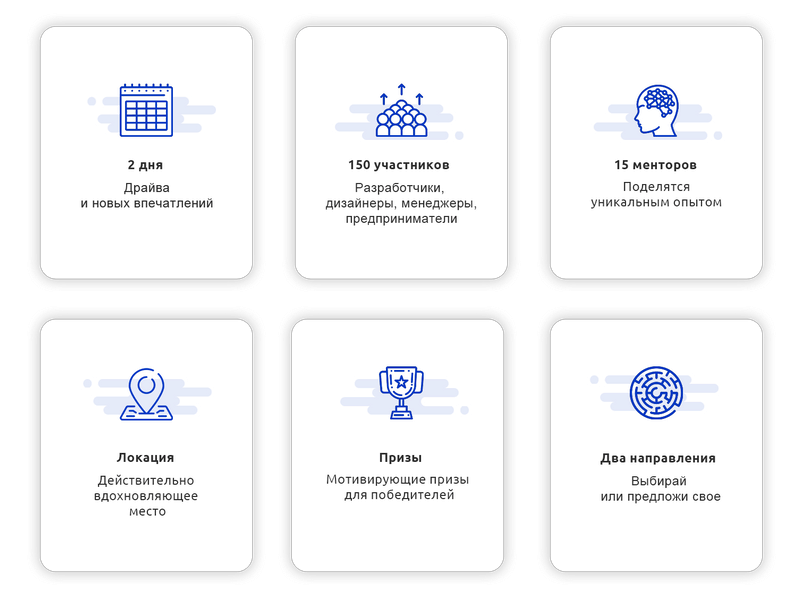 2 дня
Драйва
и новых впечатлений
150 участников
Разработчики,
дизайнеры, менеджеры,
предприниматели
15 менторов
Поделятся
уникальным опытом
Локация
Действительно
вдохновляющее
место
Призы
Мотивирующие призы
для победителей
Два направления
Выбирай
или предложи свое